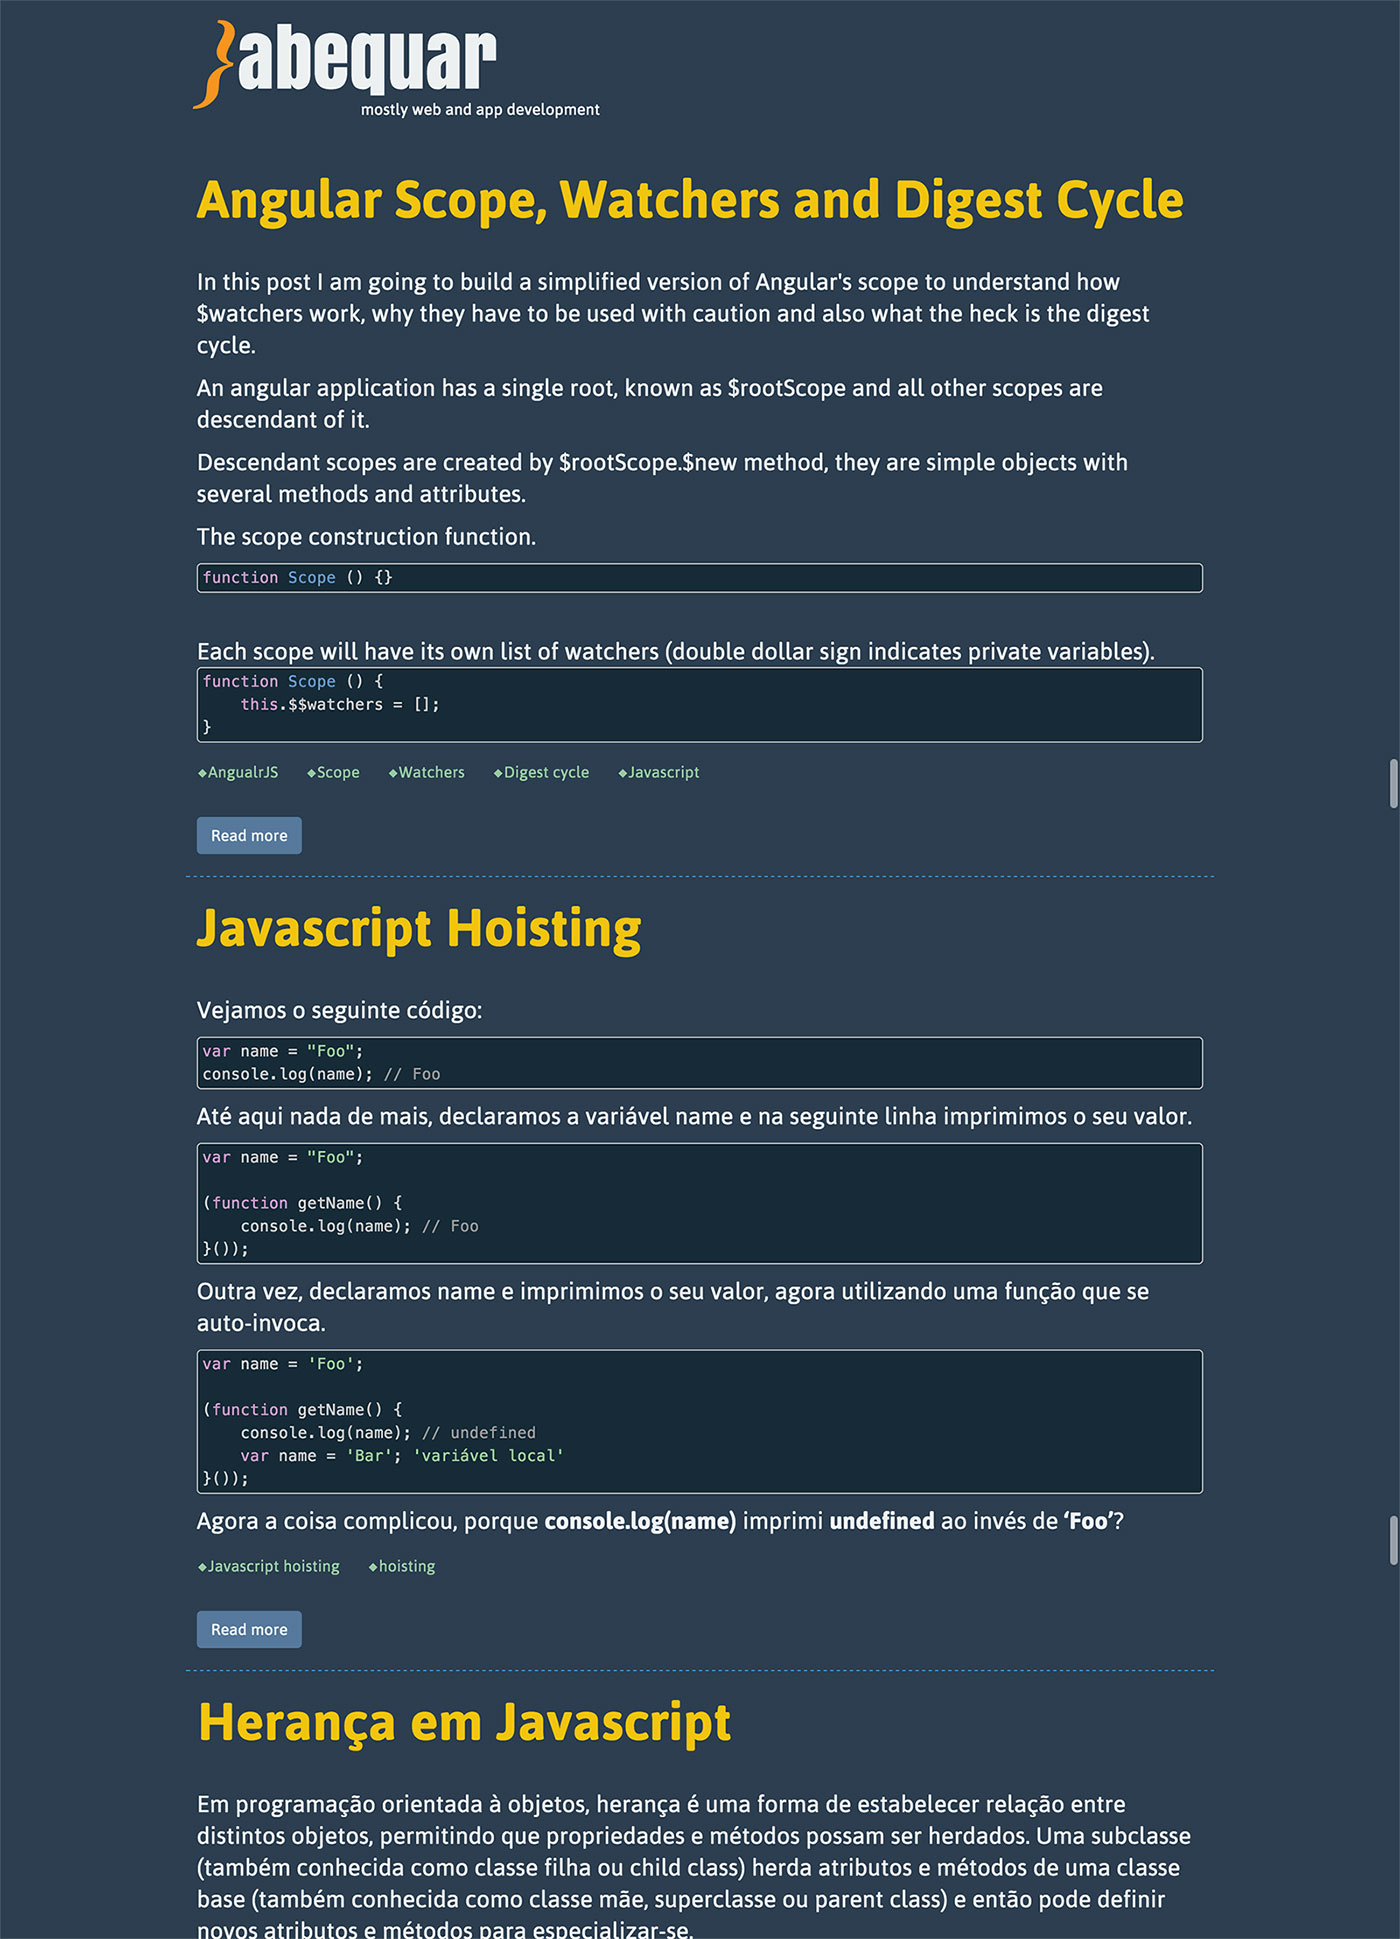 }abequar
mostly web and app development
Angular Scope, Watchers and Digest Cycle
In this post I am going to build a simplified version of Angular's scope to understand how
$watchers work, why they have to be used with caution and also what the heck is the digest
cycle.
An angular application has a single root, known as $rootScope and all other scopes are
descendant of it.
Descendant scopes are created by $rootScope.$new method, they are simple objects with
several methods and attributes.
The scope construction function.
function Scope () {}
Each scope will have its own list of watchers (double dollar sign indicates private variables).
function Scope () {
    this.$$watchers = [];
}
◆AngualrJS ◆Scope ◆Watchers ◆Digest cycle ◆Javascript
Read more
Javascript Hoisting
Vejamos o seguinte código:
var name = "Foo";
console.log(name); // Foo
Até aqui nada de mais, declaramos a variável name e na seguinte linha imprimimos o seu valor.
var name = "Foo";
(function getName() {
    console.log(name); // Foo
}());
Outra vez, declaramos name e imprimimos o seu valor, agora utilizando uma função que se
auto-invoca.
var name = 'Foo';
(function getName() {
    console.log(name); // undefined
    var name = 'Bar'; 'variável local'
}());
Agora a coisa complicou, porque console.log(name) imprimi undefined ao invés de ‘Foo’?
◆Javascript hoisting ◆hoisting
Read more
Herança em Javascript
Em programação orientada à objetos, herança é uma forma de estabelecer relação entre
distintos objetos, permitindo que propriedades e métodos possam ser herdados. Uma subclasse
(também conhecida como classe filha ou child class) herda atributos e métodos de uma classe
base (também conhecida como classe mãe, superclasse ou parent class) e então pode definir
novos atributos e métodos para especializar-se.